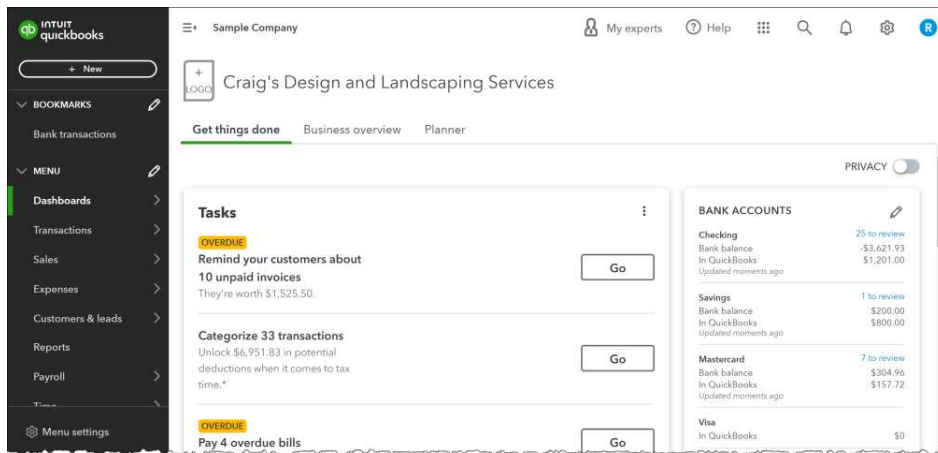 INTUIT
quickbooks
+ New
BOOKMARKS
Bank transactions
MENU
Dashboards
Transactions
Sales
Expenses
Customers & leads
Reports
Payroll
Time
Menu settings
Sample Company
My experts
Help
R
+
LOGO
Craig's Design and Landscaping Services
Get things done Business overview Planner
PRIVACY
Tasks
OVERDUE
Remind your customers about
10 unpaid invoices
They're worth $1,525.50.
Go
Categorize 33 transactions
Unlock $6,951.83 in potential
deductions when it comes to tax
time.*
Go
OVERDUE
Pay 4 overdue bills
Go
BANK ACCOUNTS
Checking 25 to review
Bank balance -$3,621.93
In QuickBooks $1,201.00
Updated moments ago
Savings 1 to review
Bank balance $200.00
In QuickBooks $800.00
Updated moments ago
Mastercard 7 to review
Bank balance $304.96
In QuickBooks $157.72
Updated moments ago
Visa
In QuickBooks $0